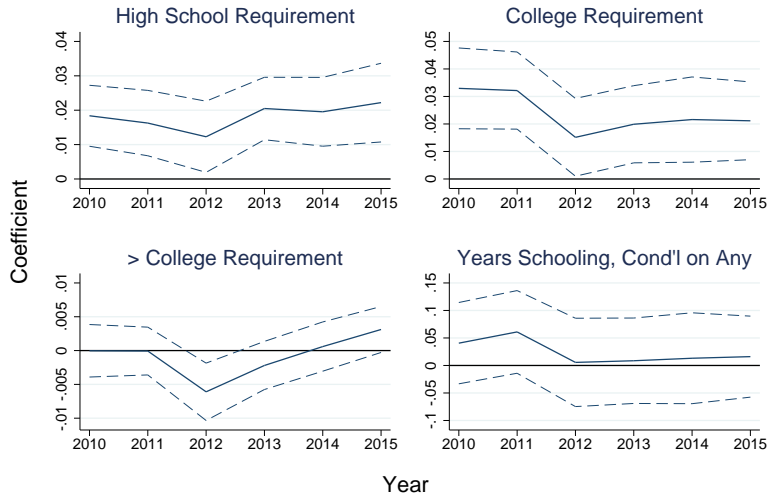 High School Requirement
.04
.03
.02
.01
0
2010 2011 2012 2013 2014 2015
College Requirement
.05
.04
.03
.02
.01
0
2010 2011 2012 2013 2014 2015
Coefficient
> College Requirement
.01
.005
0
-.005
-.01
2010 2011 2012 2013 2014 2015
Years Schooling, Cond'l on Any
.15
.1
.05
0
-.05
-.1
2010 2011 2012 2013 2014 2015
Year